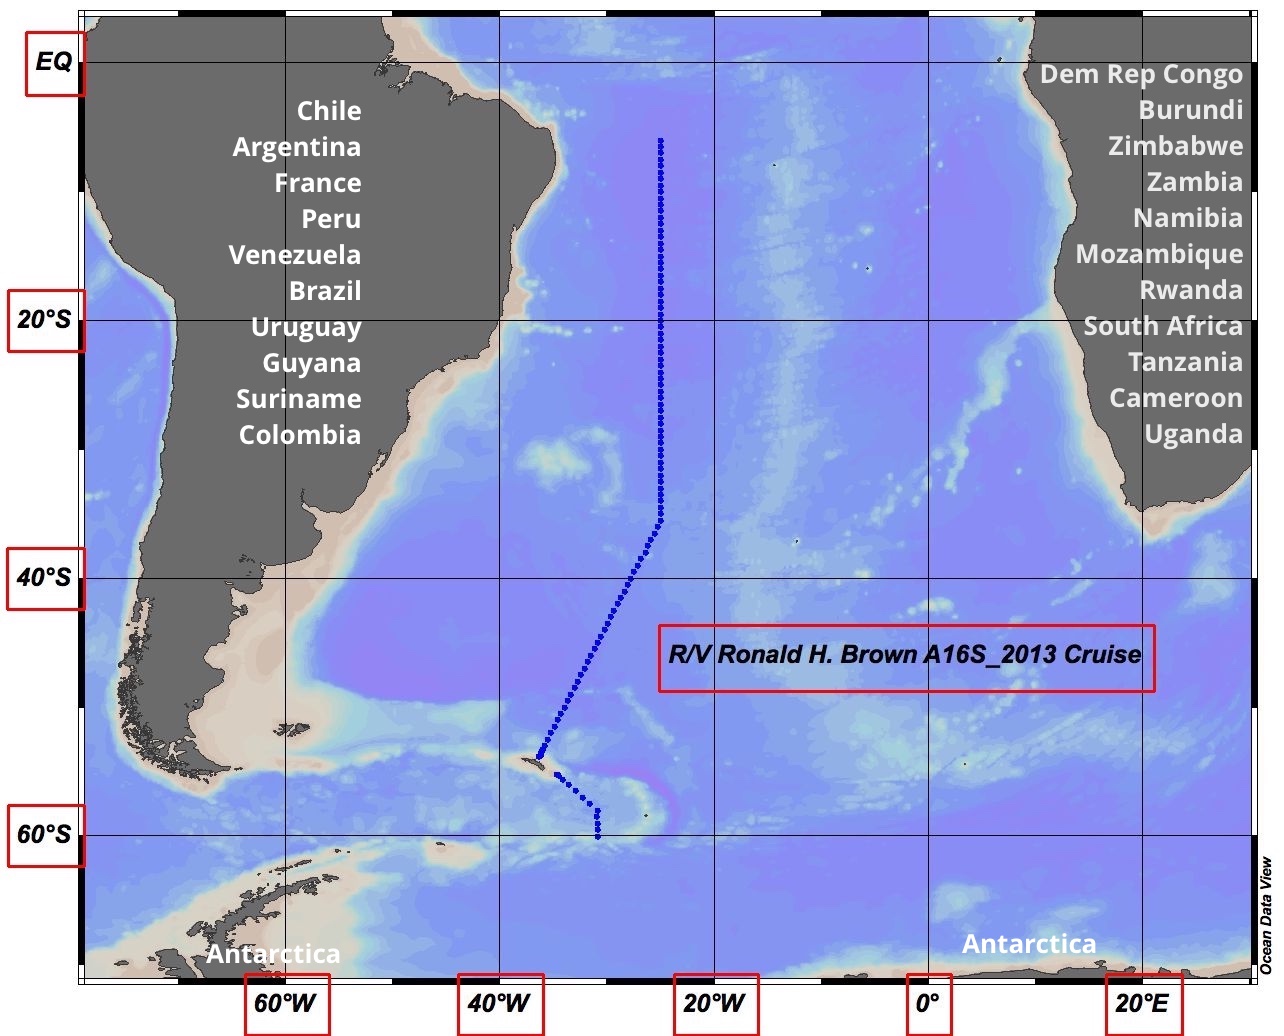 EQ
Chile
Argentina
France
Peru
Venezuela
Brazil
Uruguay
Guyana
Suriname
Colombia
Dem Rep Congo
Burundi
Zimbabwe
Zambia
Namibia
Mozambique
Rwanda
South Africa
Tanzania
Cameroon
Uganda
20°S
40°S
R/V Ronald H. Brown A16S_2013 Cruise
60°S
Antarctica
Antarctica
60°W
40°W
20°W
0°
20°E
Ocean Data View